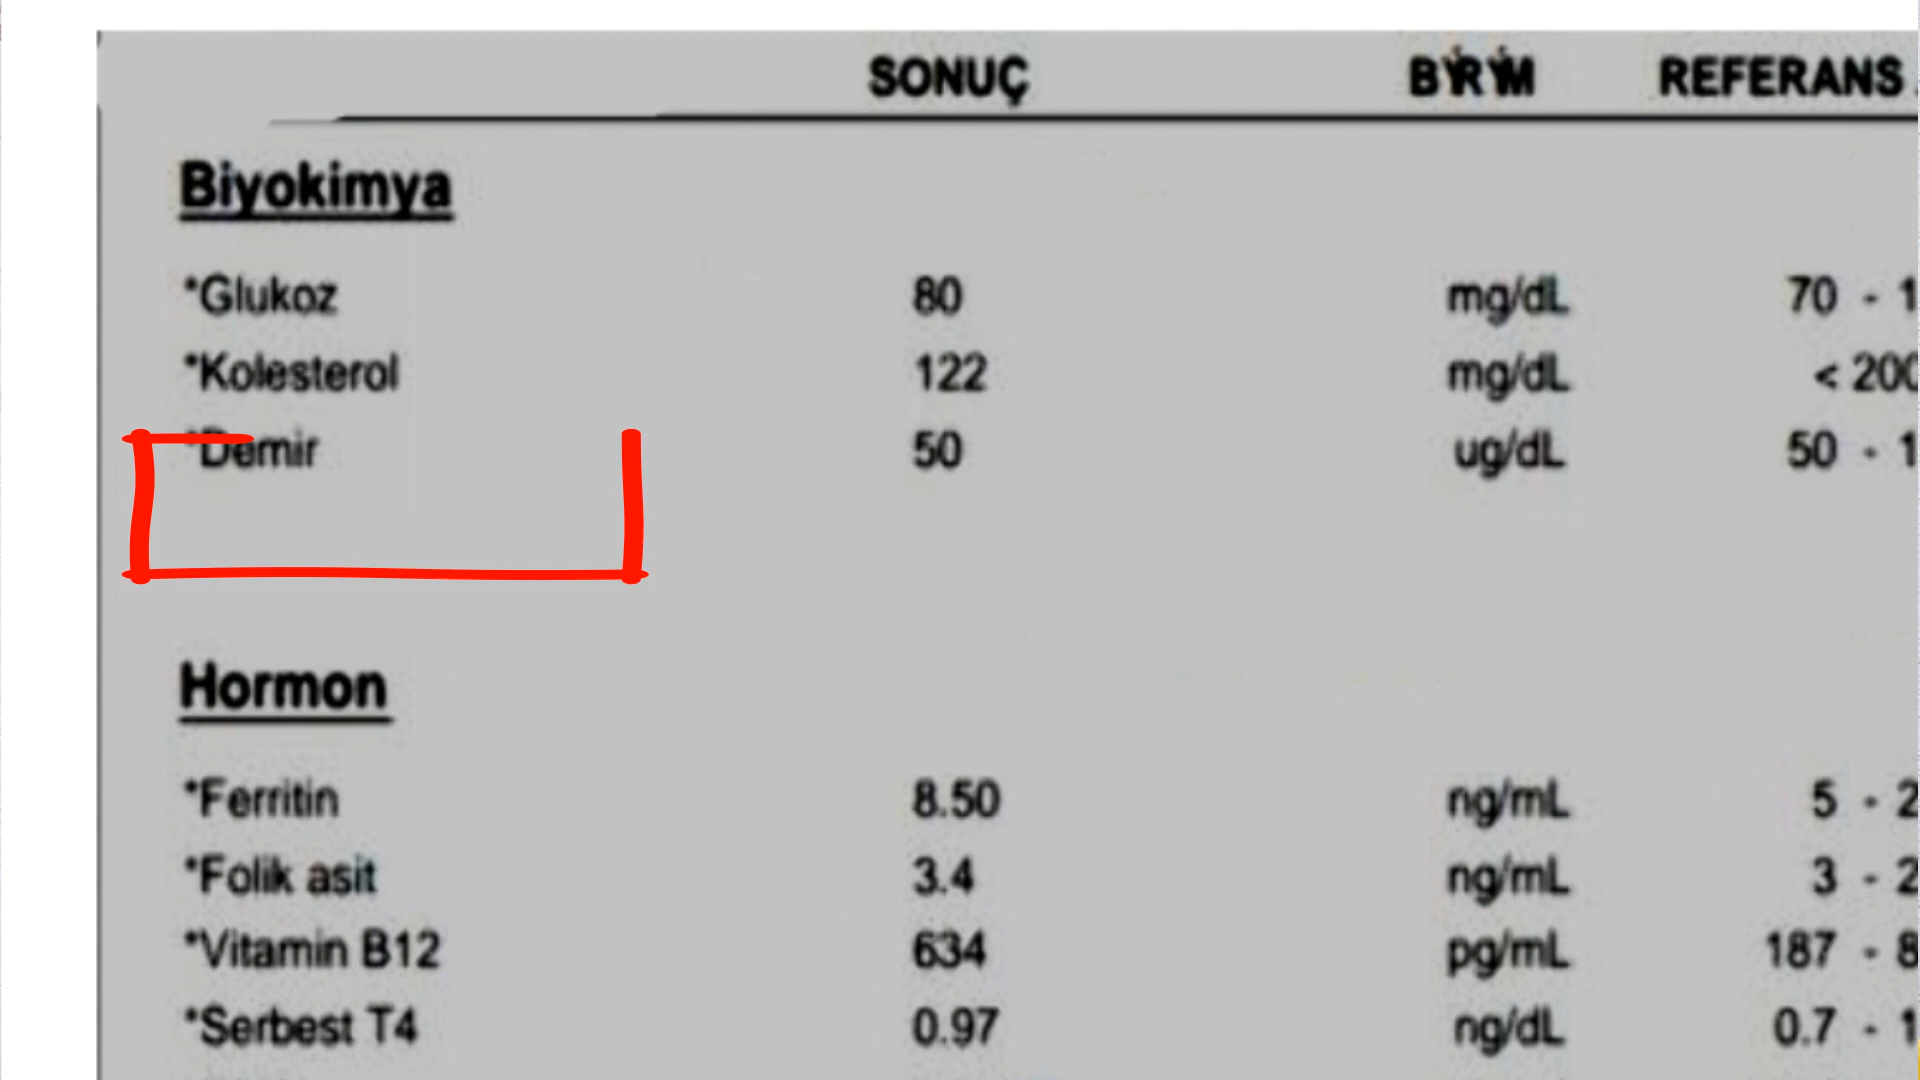 SONUÇ BÝRÝM REFERANS
Biyokimya
*Glukoz 80 mg/dL 70 - 1
*Kolesterol 122 mg/dL < 200
*Demir 50 ug/dL 50 - 1
Hormon
*Ferritin 8.50 ng/mL 5 - 2
*Folik asit 3.4 ng/mL 3 - 2
*Vitamin B12 634 pg/mL 187 - 8
*Serbest T4 0.97 ng/dL 0.7 - 1